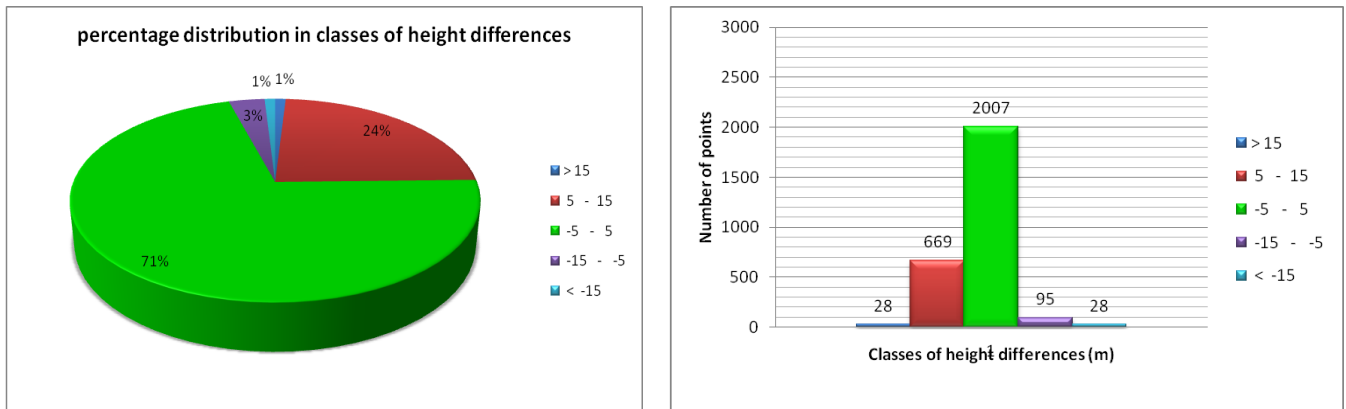 percentage distribution in classes of height differences
1% 1%
3%
24%
71%
> 15
5 - 15
-5 - 5
-15 - -5
< -15
3000
2500
2000
1500
1000
500
0
Number of points
28
669
2007
95
28
1
Classes of height differences (m)
> 15
5 - 15
-5 - 5
-15 - -5
< -15